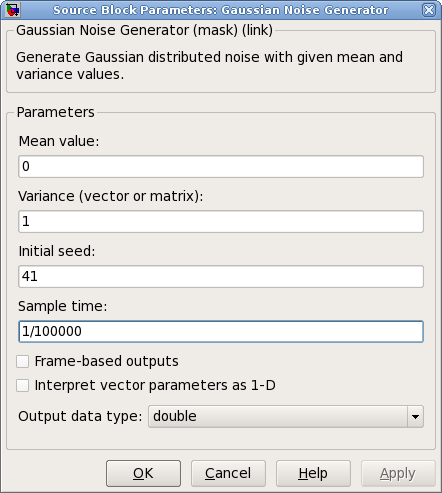 Source Block Parameters: Gaussian Noise Generator
Gaussian Noise Generator (mask) (link)
Generate Gaussian distributed noise with given mean and
variance values.
Parameters
Mean value:
0
Variance (vector or matrix):
1
Initial seed:
41
Sample time:
1/100000
Frame-based outputs
Interpret vector parameters as 1-D
Output data type: double
OK Cancel Help Apply